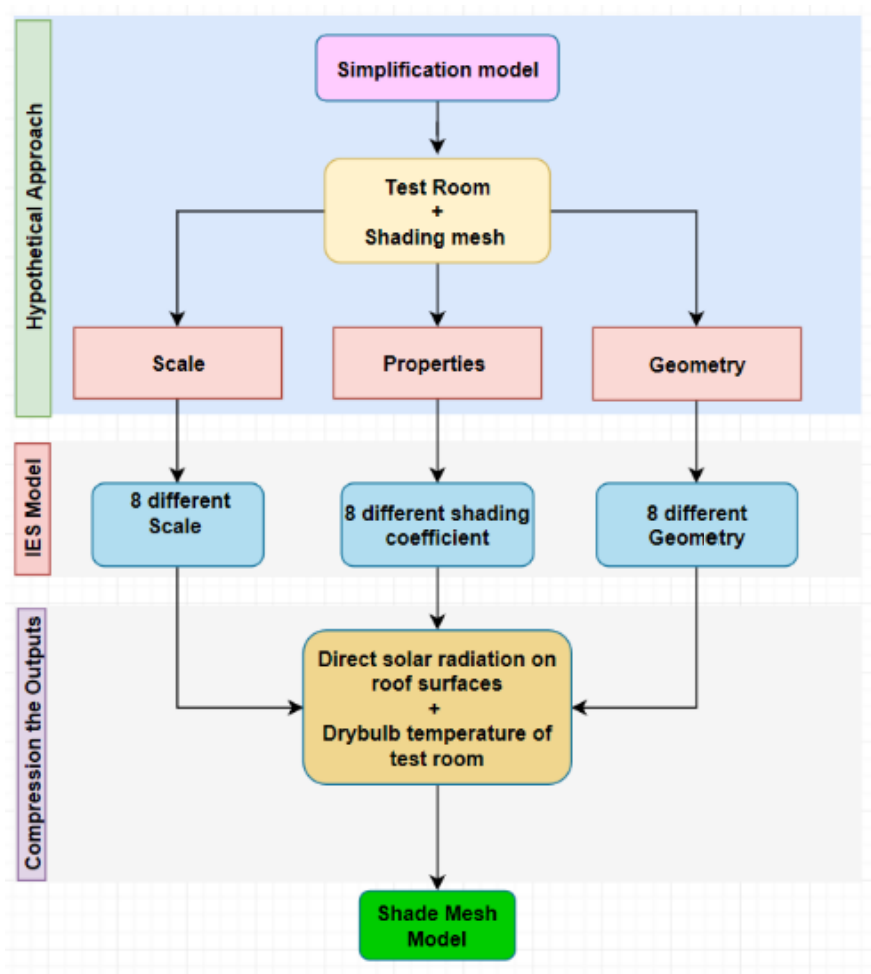 Hypothetical Approach
Simplification model
Test Room
+
Shading mesh
Scale
Properties
Geometry
IES Model
8 different
Scale
8 different shading
coefficient
8 different
Geometry
Compression the Outputs
Direct solar radiation on
roof surfaces
+
Drybulb temperature of
test room
Shade Mesh
Model